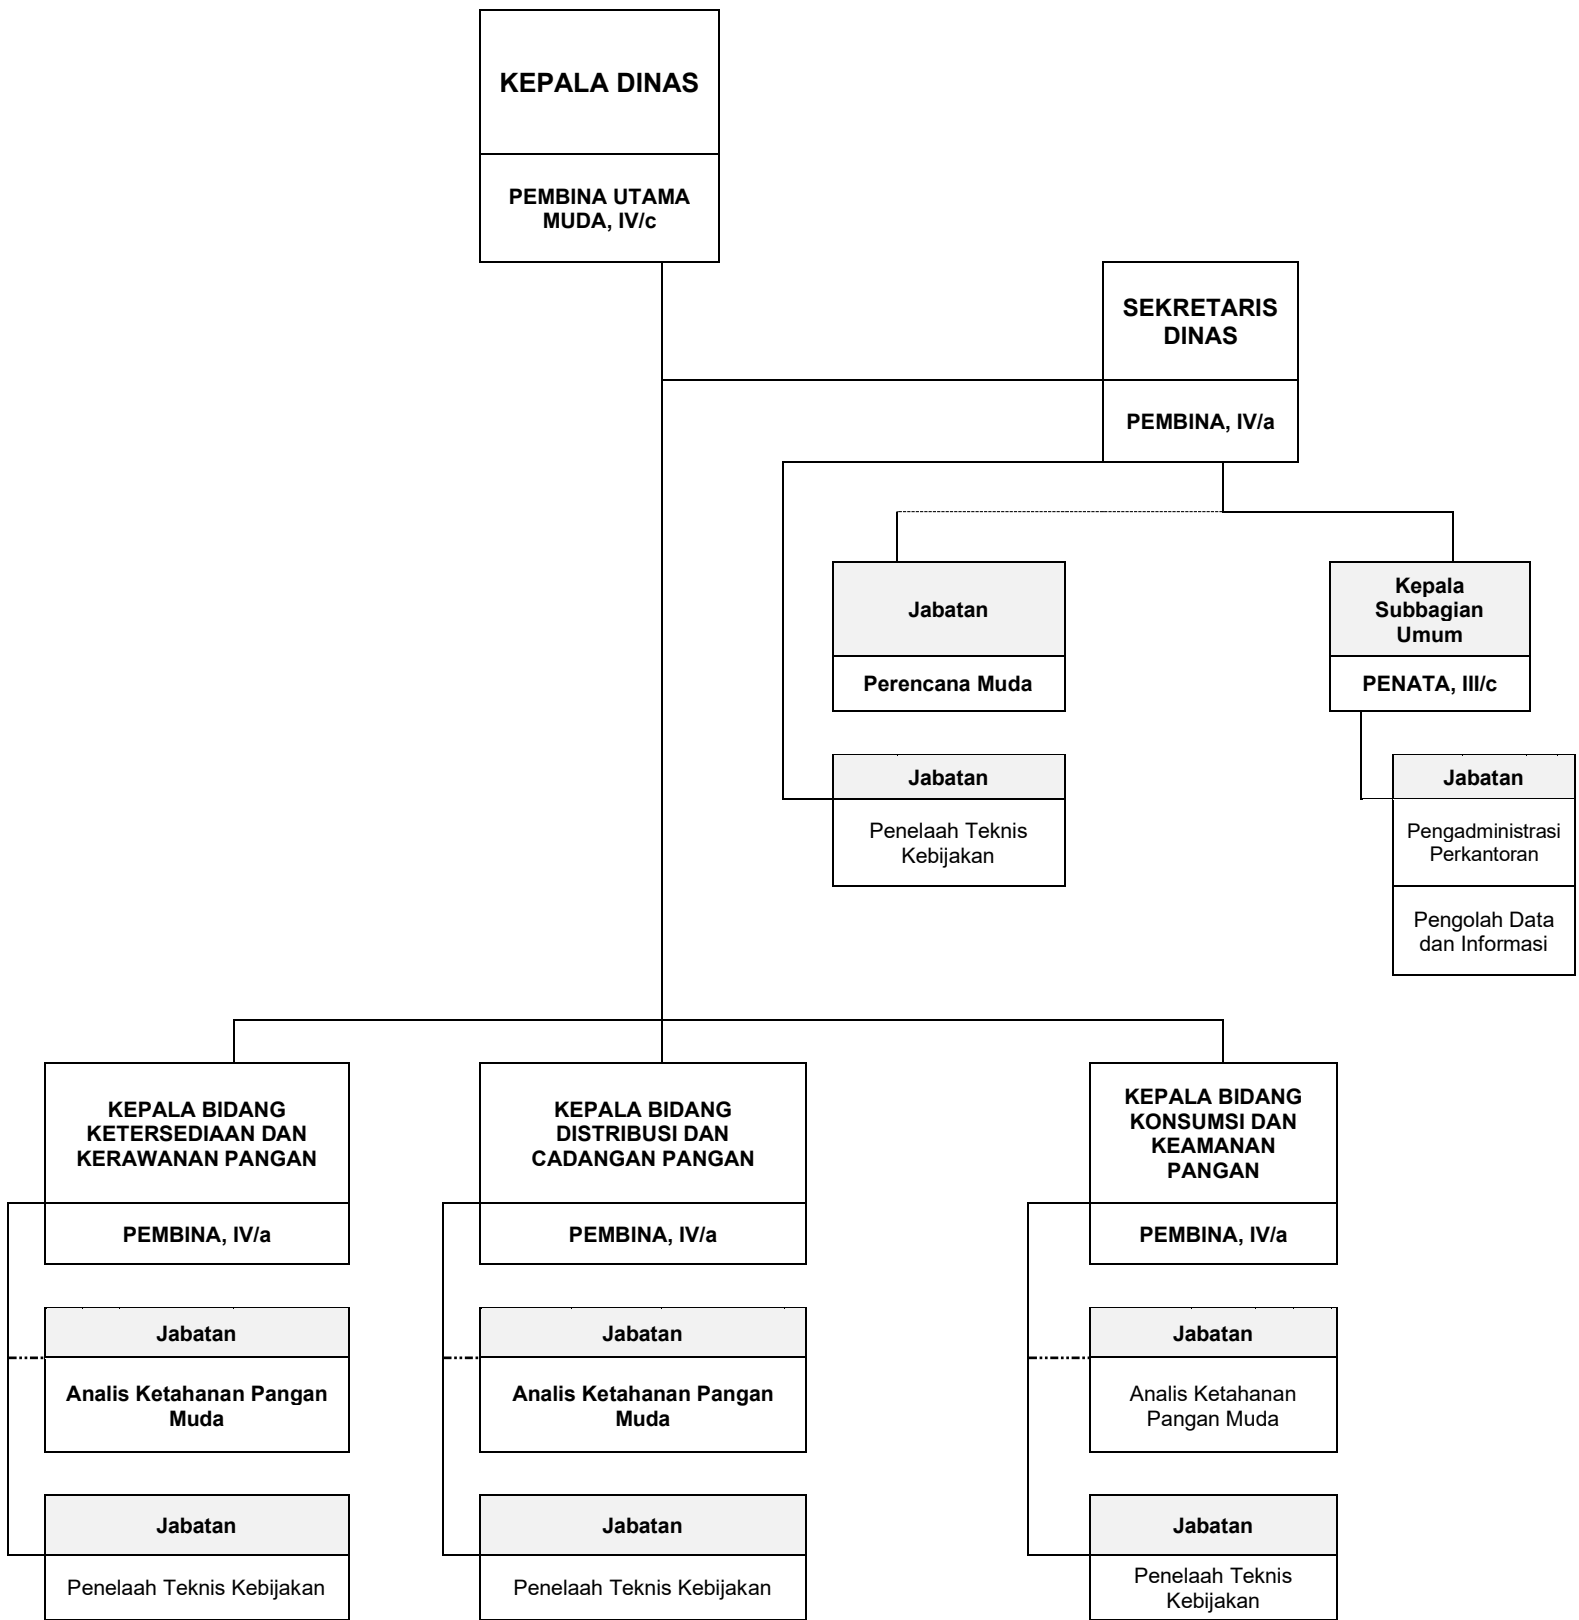 KEPALA DINAS
PEMBINA UTAMA
MUDA, IV/c
SEKRETARIS
DINAS
PEMBINA, IV/a
Jabatan
Perencana Muda
Kepala
Subbagian
Umum
PENATA, III/c
Jabatan
Penelaah Teknis
Kebijakan
Jabatan
Pengadministrasi
Perkantoran
Pengolah Data
dan Informasi
KEPALA BIDANG
KETERSEDIAAN DAN
KERAWANAN PANGAN
PEMBINA, IV/a
Jabatan
Analis Ketahanan Pangan
Muda
Jabatan
Penelaah Teknis Kebijakan
KEPALA BIDANG
DISTRIBUSI DAN
CADANGAN PANGAN
PEMBINA, IV/a
Jabatan
Analis Ketahanan Pangan
Muda
Jabatan
Penelaah Teknis Kebijakan
KEPALA BIDANG
KONSUMSI DAN
KEAMANAN
PANGAN
PEMBINA, IV/a
Jabatan
Analis Ketahanan
Pangan Muda
Jabatan
Penelaah Teknis
Kebijakan